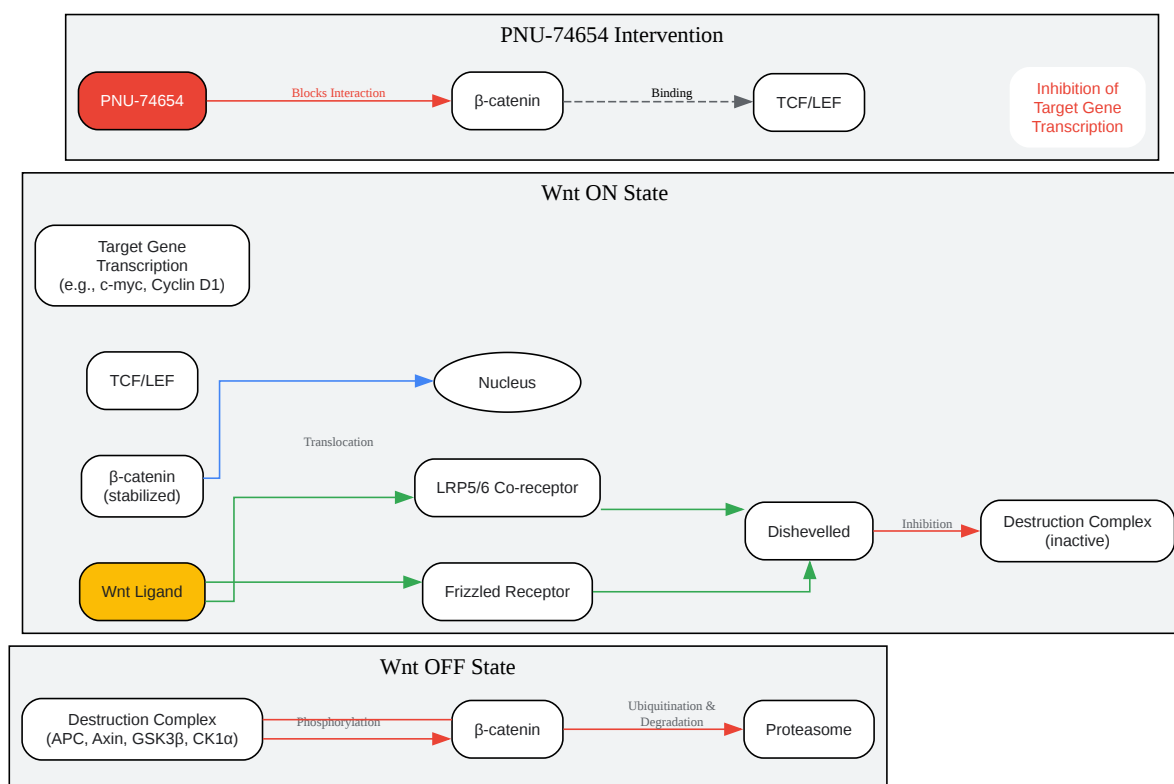 PNU-74654 Intervention
PNU-74654
Blocks Interaction
β-catenin
Binding
TCF/LEF
Inhibition of
Target Gene
Transcription
Wnt ON State
Target Gene
Transcription
(e.g., c-myc, Cyclin D1)
TCF/LEF
Nucleus
Translocation
β-catenin
(stabilized)
LRP5/6 Co-receptor
Dishevelled
Inhibition
Destruction Complex
(inactive)
Wnt Ligand
Frizzled Receptor
Wnt OFF State
Destruction Complex
(APC, Axin, GSK3β, CK1α)
Phosphorylation
β-catenin
Ubiquitination &
Degradation
Proteasome